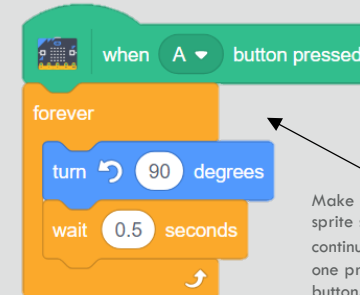 when A button pressed
forever
turn 90 degrees
wait 0.5 seconds
Make
sprite
continu
one pr
button